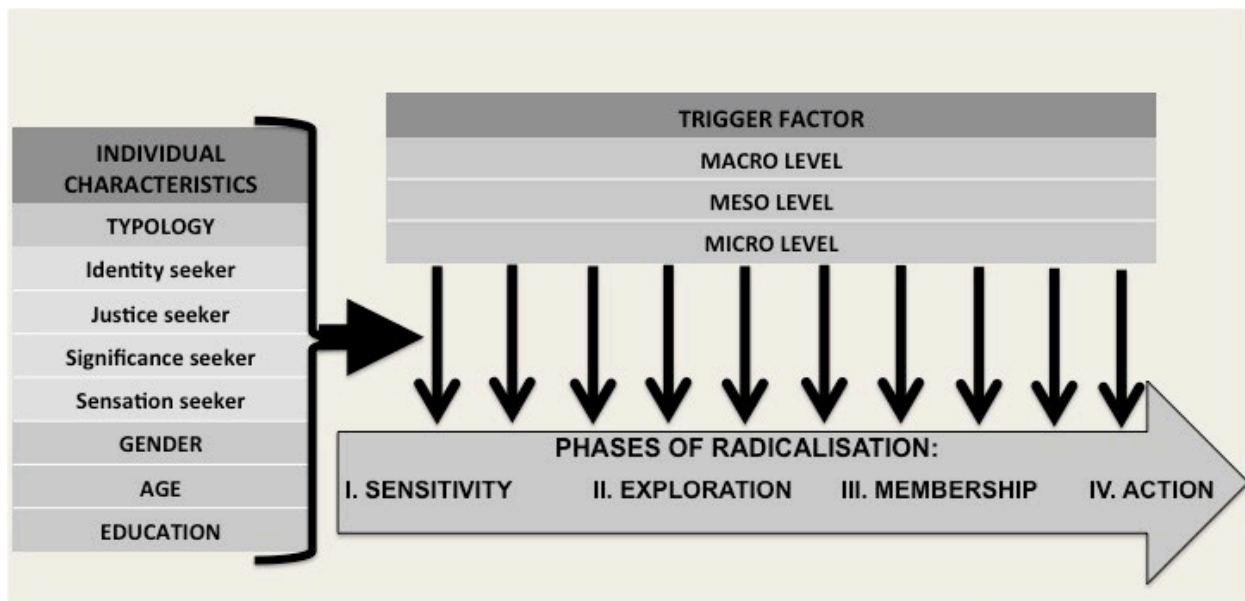 INDIVIDUAL
CHARACTERISTICS
TYPOLOGY
Identity seeker
Justice seeker
Significance seeker
Sensation seeker
GENDER
AGE
EDUCATION
TRIGGER FACTOR
MACRO LEVEL
MESO LEVEL
MICRO LEVEL
PHASES OF RADICALISATION:
I. SENSITIVITY II. EXPLORATION III. MEMBERSHIP IV. ACTION